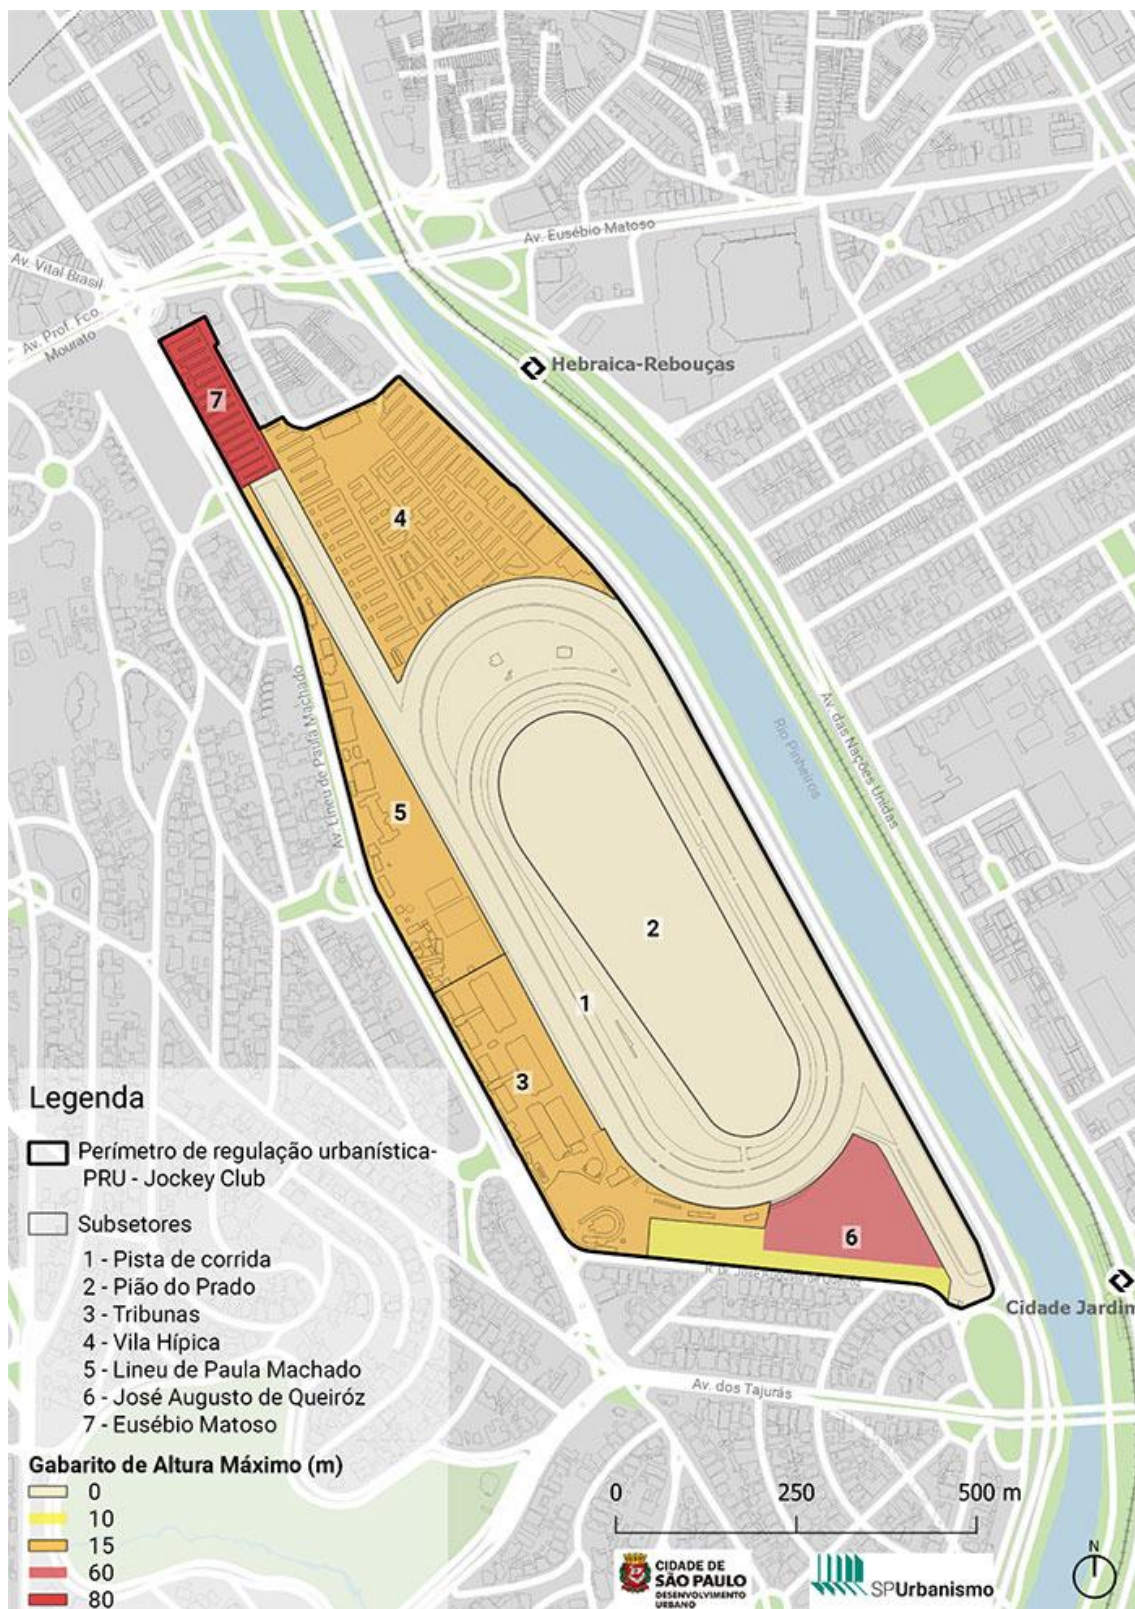 Av. Eusébio Matoso
Av. Vital Brasil
Av. Prof. Fco
Mourato
Hebraica-Rebouças
7
4
Av. Lineu de Paula Machado
Av. das Nações Unidas
Rio Pinheiros
5
2
1
3
6
Cidade Jardim
Av. dos Tajurás
Legenda
Perímetro de regulação urbanística-
PRU - Jockey Club
Subsetores
1 - Pista de corrida
2 - Pião do Prado
3 - Tribunas
4 - Vila Hípica
5 - Lineu de Paula Machado
6 - José Augusto de Queiróz
7 - Eusébio Matoso
Gabarito de Altura Máximo (m)
0
10
15
60
80
0 250 500 m
CIDADE DE
SÃO PAULO
DESENVOLVIMENTO
URBANO
SPUrbanismo
N